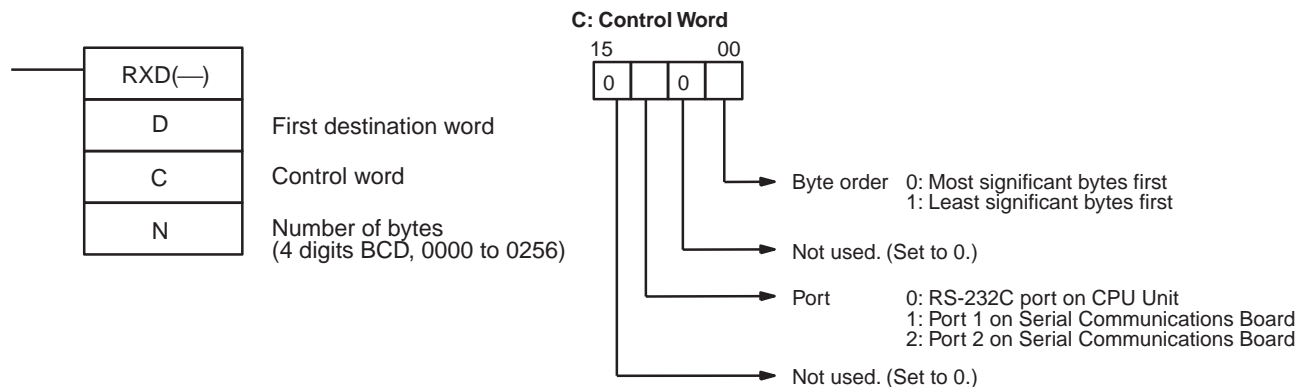 C: Control Word
15 00
0 0
RXD(—)
D First destination word
C Control word
N Number of bytes
(4 digits BCD, 0000 to 0256)
Byte order 0: Most significant bytes first
1: Least significant bytes first
Not used. (Set to 0.)
Port 0: RS-232C port on CPU Unit
1: Port 1 on Serial Communications Board
2: Port 2 on Serial Communications Board
Not used. (Set to 0.)